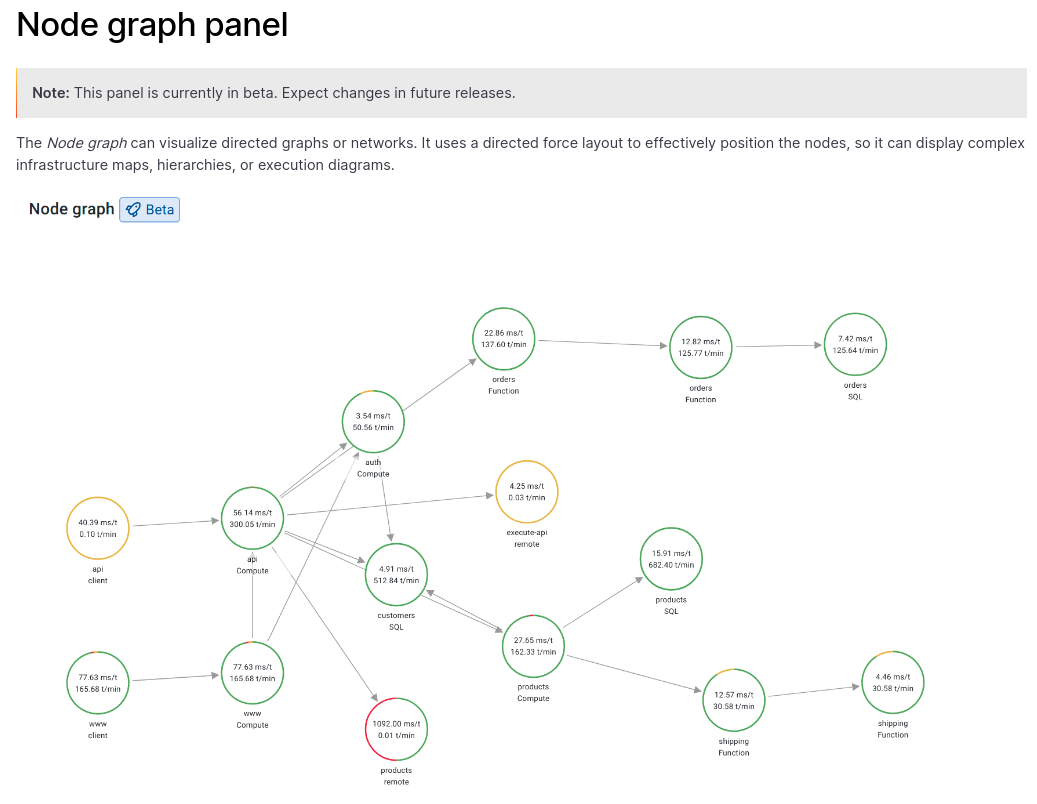 Node graph panel
Note: This panel is currently in beta. Expect changes in future releases.
The Node graph can visualize directed graphs or networks. It uses a directed force layout to effectively position the nodes, so it can display complex
infrastructure maps, hierarchies, or execution diagrams.
Node graph Beta
22.86 ms/t
137.60 t/min
orders
Function
12.82 ms/t
125.77 t/min
orders
Function
7.42 ms/t
125.64 t/min
orders
SQL
3.54 ms/t
50.56 t/min
auth
Compute
4.25 ms/t
0.03 t/min
execute-api
remote
40.39 ms/t
0.10 t/min
api
client
56.14 ms/t
300.05 t/min
api
Compute
4.91 ms/t
512.84 t/min
customers
SQL
15.91 ms/t
682.40 t/min
products
SQL
27.65 ms/t
162.33 t/min
products
Compute
77.63 ms/t
165.68 t/min
www
client
77.63 ms/t
165.68 t/min
www
Compute
1092.00 ms/t
0.01 t/min
products
remote
12.57 ms/t
30.58 t/min
shipping
Function
4.46 ms/t
30.58 t/min
shipping
Function